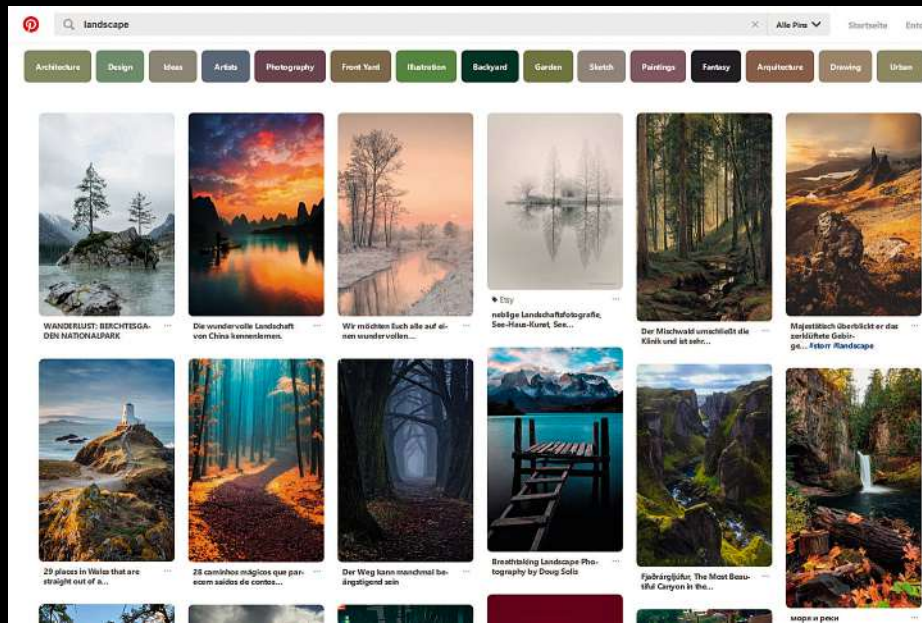 landscape
Alle Pins
Startseite
Architecture
Design
Ideas
Artists
Photography
Front Yard
Illustration
Backyard
Garden
Sketch
Paintings
Fantasy
Arquitecture
Drawing
Urban
WANDERLUST: BERCHTESGA-
DEN NATIONALPARK
Die wundervolle Landschaft
von China kennenlernen.
Wir möchten Euch alle auf ei-
nen wundervollen...
Etsy
neblige Landschaftsfotografie,
See-Haus-Kunst, See...
Der Mischwald umschließt die
Klinik und ist sehr...
Majestätisch überblickt er das
zerklüftete Gebir-
ge... #storr #landscape
29 places in Wales that are
straight out of a...
28 caminhos mágicos que par-
ecem saídos de contos...
Der Weg kann manchmal be-
ängstigend sein
Breathtaking Landscape Pho-
tography by Doug Solis
Fjaðrárgljúfur, The Most Beau-
tiful Canyon in the...
моря и реки